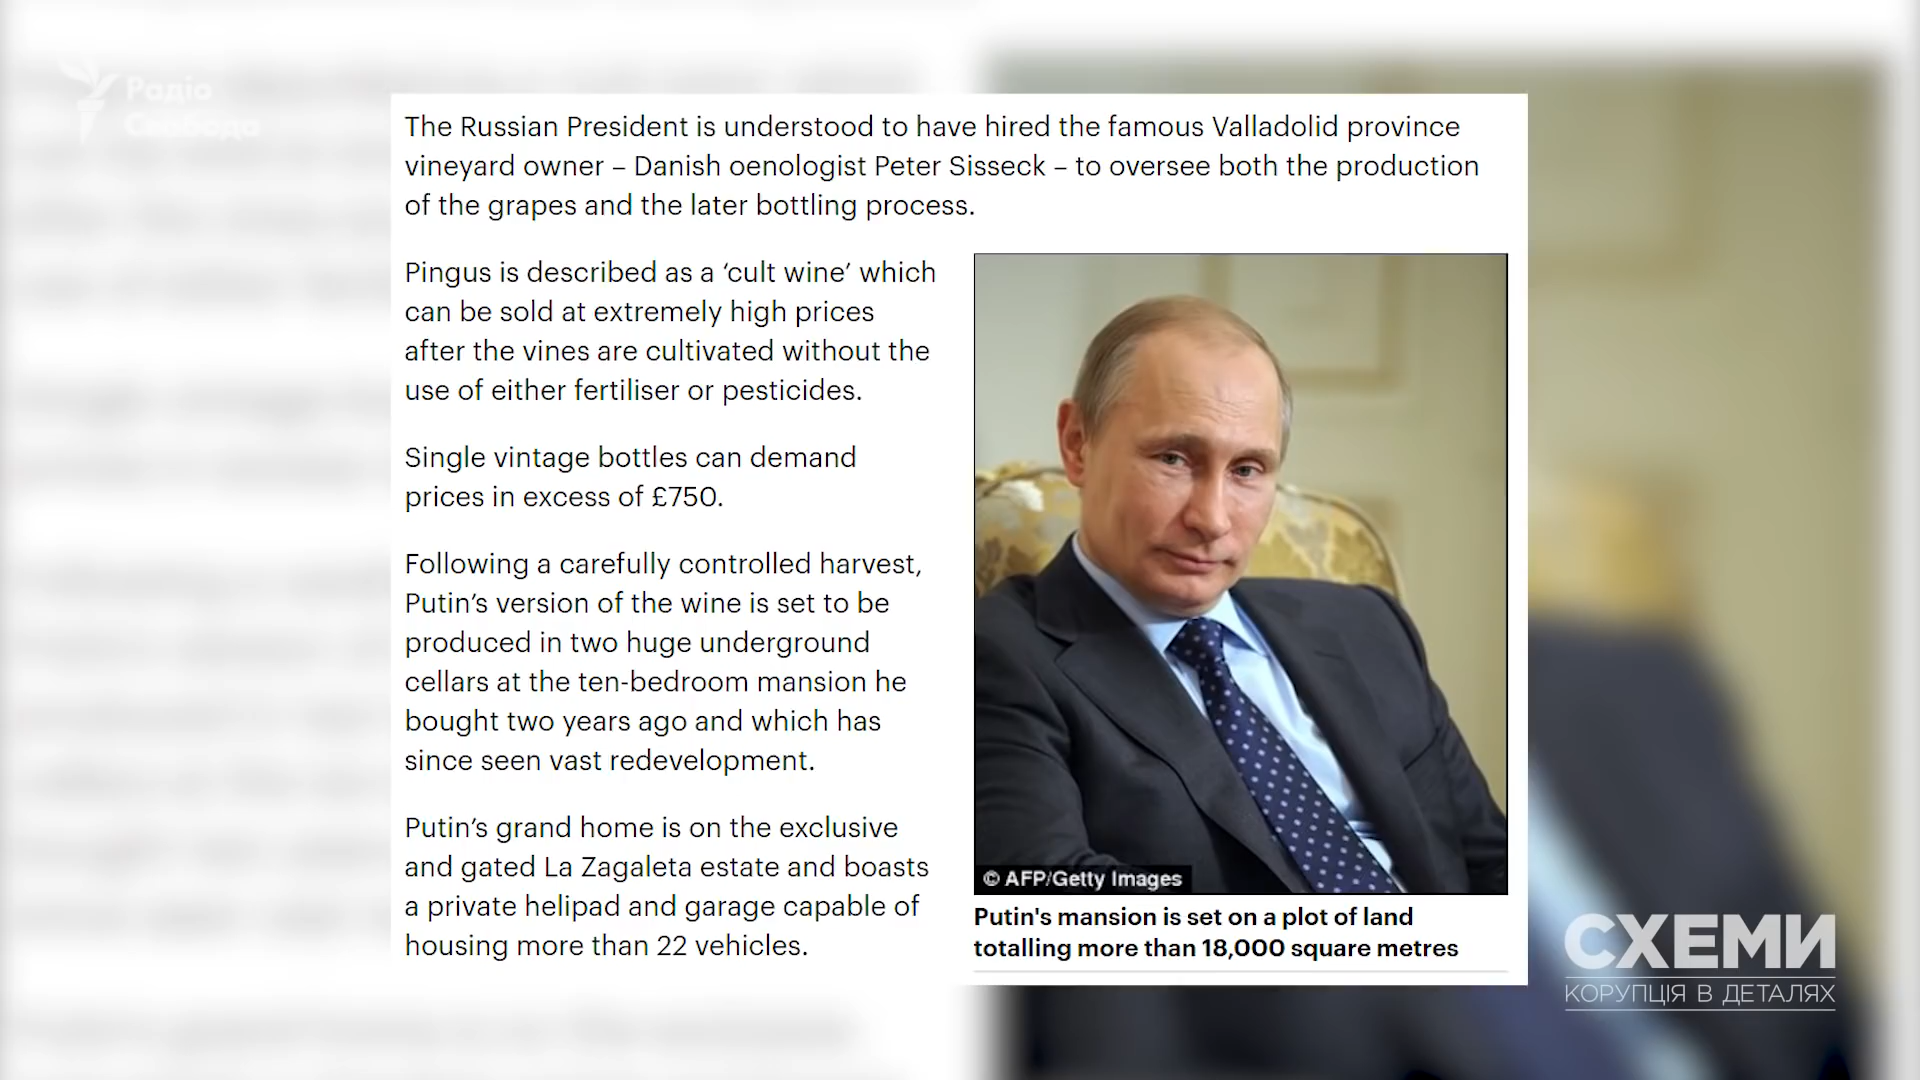 Радіо
Свобода
The Russian President is understood to have hired the famous Valladolid province
vineyard owner – Danish oenologist Peter Sisseck – to oversee both the production
of the grapes and the later bottling process.
Pingus is described as a ‘cult wine’ which
can be sold at extremely high prices
after the vines are cultivated without the
use of either fertiliser or pesticides.
Single vintage bottles can demand
prices in excess of £750.
Following a carefully controlled harvest,
Putin’s version of the wine is set to be
produced in two huge underground
cellars at the ten-bedroom mansion he
bought two years ago and which has
since seen vast redevelopment.
Putin’s grand home is on the exclusive
and gated La Zagaleta estate and boasts
a private helipad and garage capable of
housing more than 22 vehicles.
© AFP/Getty Images
Putin's mansion is set on a plot of land
totalling more than 18,000 square metres
СХЕМИ
КОРУПЦІЯ В ДЕТАЛЯХ